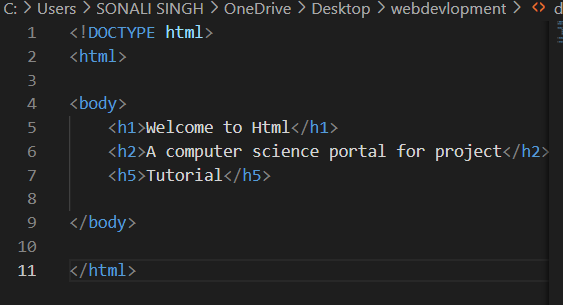 C: > Users > SONALI SINGH > OneDrive > Desktop > webdevlopment > <> d
1 <!DOCTYPE html>
2 <html>
3
4 <body>
5 <h1>Welcome to Html</h1>
6 <h2>A computer science portal for project</h2>
7 <h5>Tutorial</h5>
8
9 </body>
10
11 </html>